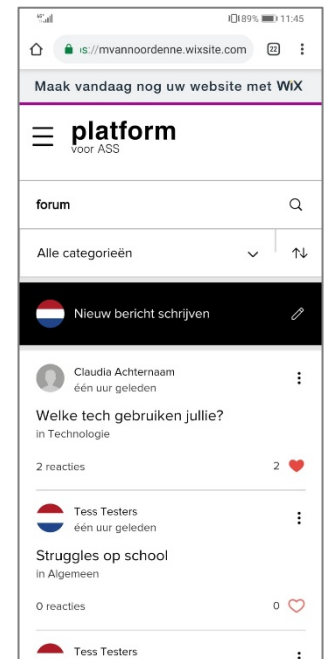 89% 11:45
s://mvannoordenne.wixsite.com 22
Maak vandaag nog uw website met WiX
platform
voor ASS
forum
Alle categorieën
Nieuw bericht schrijven
Claudia Achternaam
één uur geleden
Welke tech gebruiken jullie?
in Technologie
2 reacties 2
Tess Testers
één uur geleden
Struggles op school
in Algemeen
0 reacties 0
Tess Testers